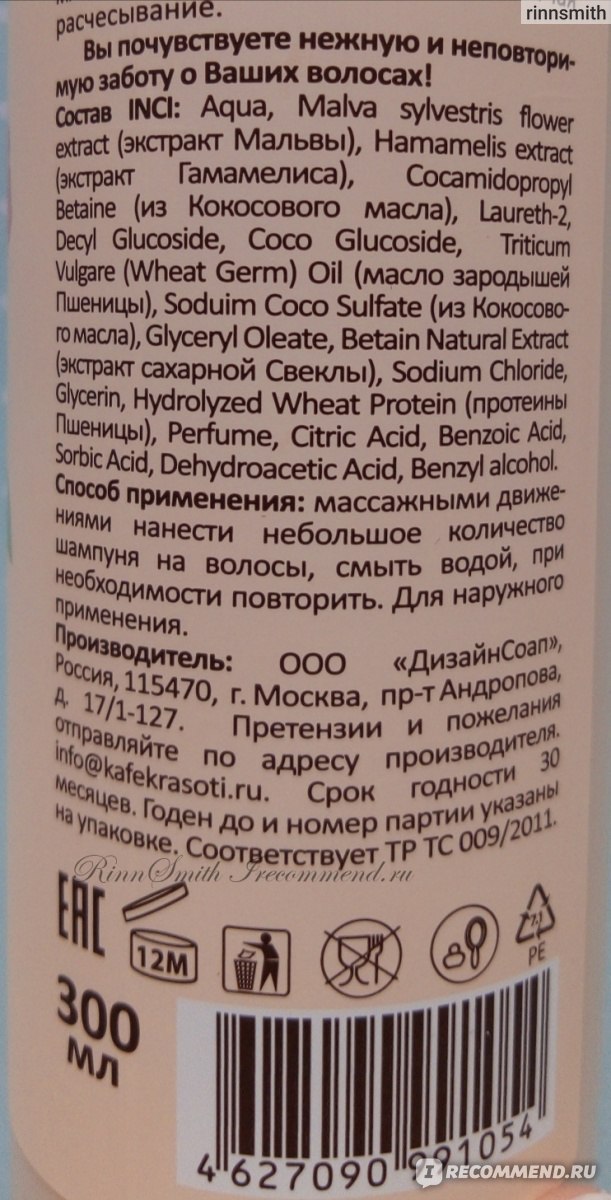 rinnsmith
расчесывание.
Вы почувствуете нежную и неповтори-
мую заботу о Ваших волосах!
Состав INCI: Aqua, Malva sylvestris flower
extract (экстракт Мальвы), Hamamelis extract
(экстракт Гамамелиса), Cocamidopropyl
Betaine (из Кокосового масла), Laureth-2,
Decyl Glucoside, Coco Glucoside, Triticum
Vulgare (Wheat Germ) Oil (масло зародышей
Пшеницы), Soduim Coco Sulfate (из Кокосово-
го масла), Glyceryl Oleate, Betain Natural Extract
(экстракт сахарной Свеклы), Sodium Chloride,
Glycerin, Hydrolyzed Wheat Protein (протеины
Пшеницы), Perfume, Citric Acid, Benzoic Acid,
Sorbic Acid, Dehydroacetic Acid, Benzyl alcohol.
Способ применения: массажными движе-
ниями нанести небольшое количество
шампуня на волосы, смыть водой, при
необходимости повторить. Для наружного
применения.
Производитель: ООО «ДизайнСоап»,
Россия, 115470, г. Москва, пр-т Андропова,
д. 17/1-127. Претензии и пожелания
отправляйте по адресу производителя.
info@kafekrasoti.ru. Срок годности 30
месяцев. Годен до и номер партии указаны
на упаковке. Соответствует ТР ТС 009/2011.
RinnSmith Irecommend.ru
EAC
12M
PE
300
мл
4 627090 991054
IRECOMMEND.RU